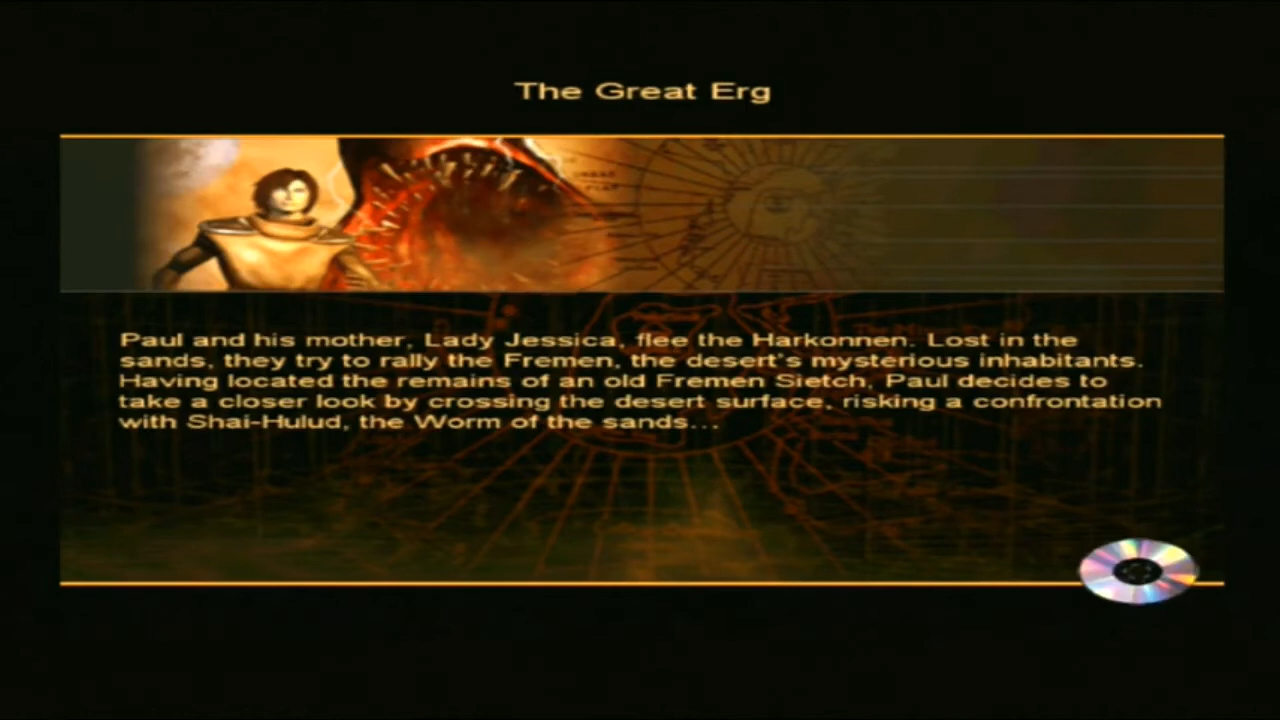 The Great Erg
Paul and his mother, Lady Jessica, flee the Harkonnen. Lost in the
sands, they try to rally the Fremen, the desert's mysterious inhabitants.
Having located the remains of an old Fremen Sietch, Paul decides to
take a closer look by crossing the desert surface, risking a confrontation
with Shai-Hulud, the Worm of the sands...